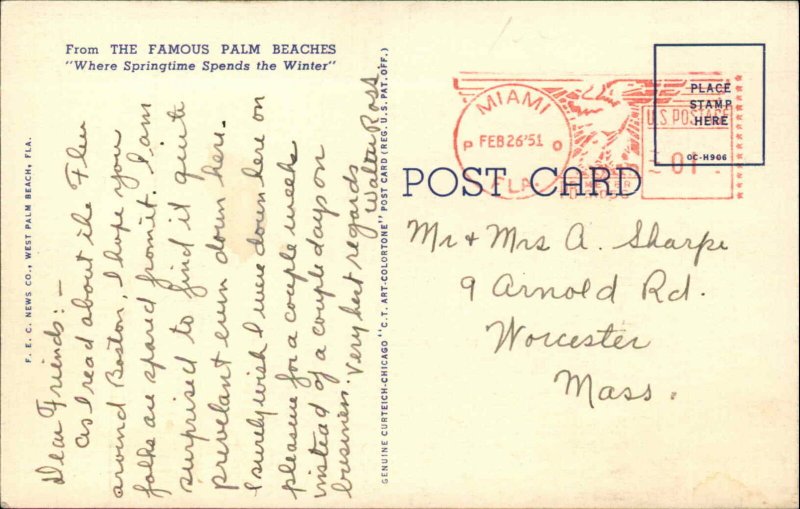 From THE FAMOUS PALM BEACHES
"Where Springtime Spends the Winter"
F. E. C. NEWS CO., WEST PALM BEACH, FLA.
Dear Friends: —
as I read about the Flu
around Boston, I hope you
folks are spared from it. I am
surprised to find it quite
prevelant even down here.
I surely wish I were down here on
pleasure for a couple weeks
instead of a couple days on
business. Very best regards
Walter Ross.
GENUINE CURTEICH-CHICAGO "C.T. ART-COLORTONE" POST CARD (REG. U.S. PAT. OFF.)
MIAMI
P O
FEB 26 '51
FLA
U.S. POSTAGE
01
PLACE
STAMP
HERE
OC-H906
POST CARD
Mr + Mrs A. Sharpe
9 Arnold Rd.
Worcester
Mass.